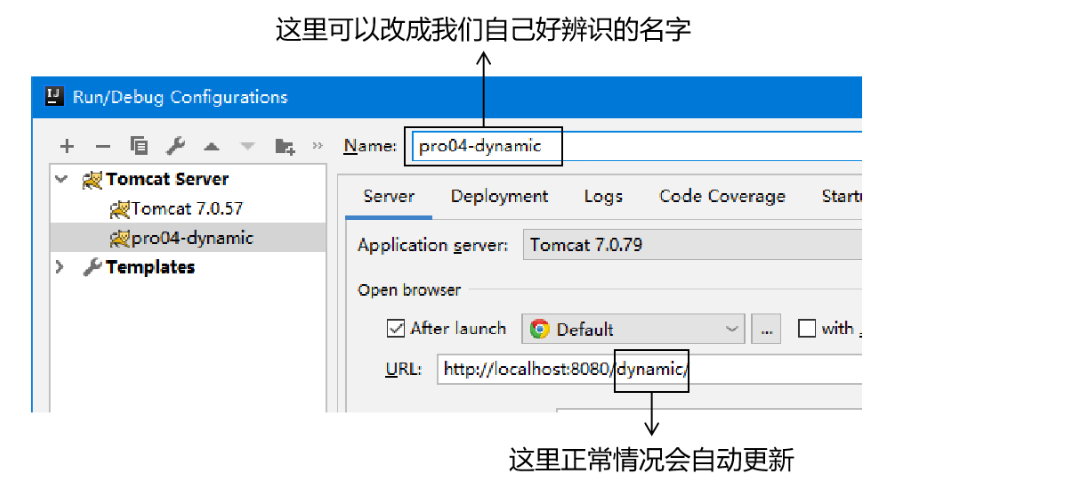 这里可以改成我们自己好辨识的名字
Run/Debug Configurations
Name: pro04-dynamic
Tomcat Server
Tomcat 7.0.57
pro04-dynamic
Templates
Server Deployment Logs Code Coverage
Application server: Tomcat 7.0.79
Open browser
After launch Default ... with
URL: http://localhost:8080/dynamic/
这里正常情况会自动更新